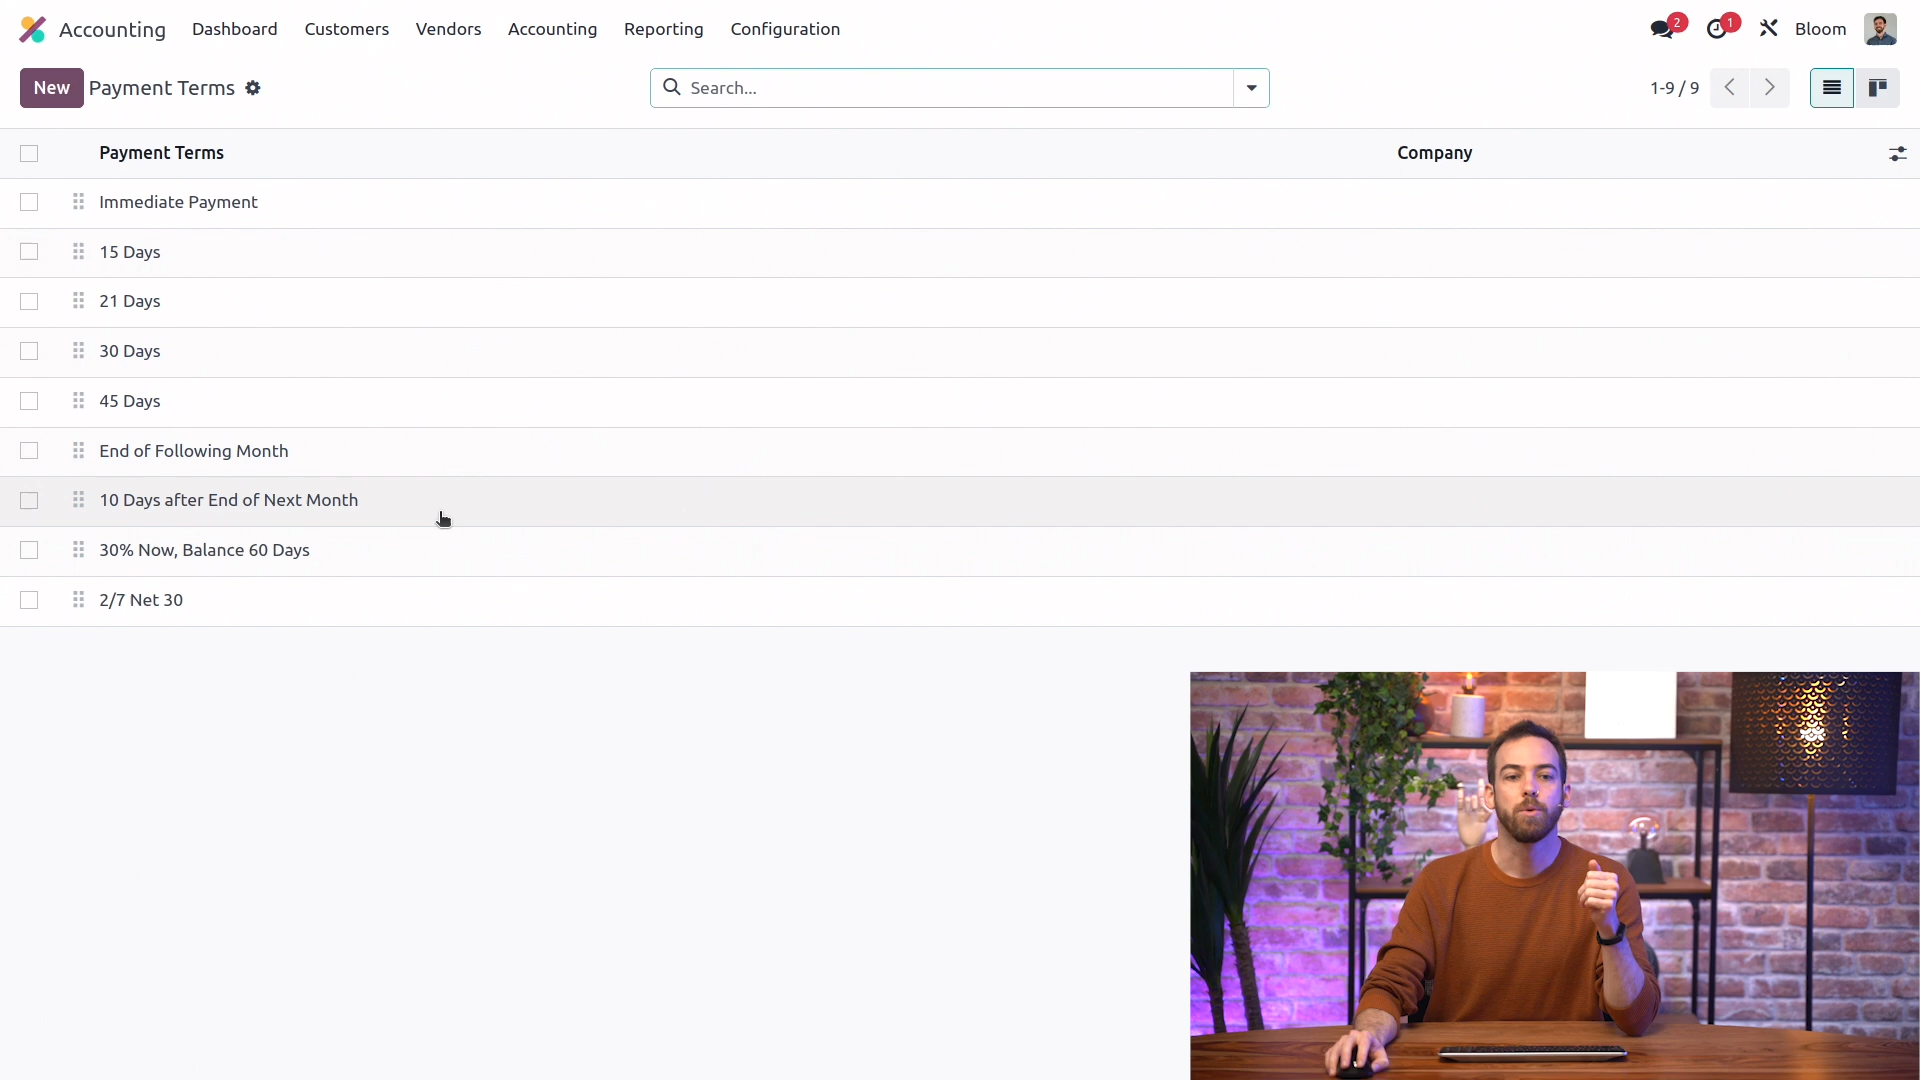 Accounting Dashboard Customers Vendors Accounting Reporting Configuration 2 1 Bloom
New Payment Terms Search... 1-9 / 9
Payment Terms Company
Immediate Payment
15 Days
21 Days
30 Days
45 Days
End of Following Month
10 Days after End of Next Month
30% Now, Balance 60 Days
2/7 Net 30